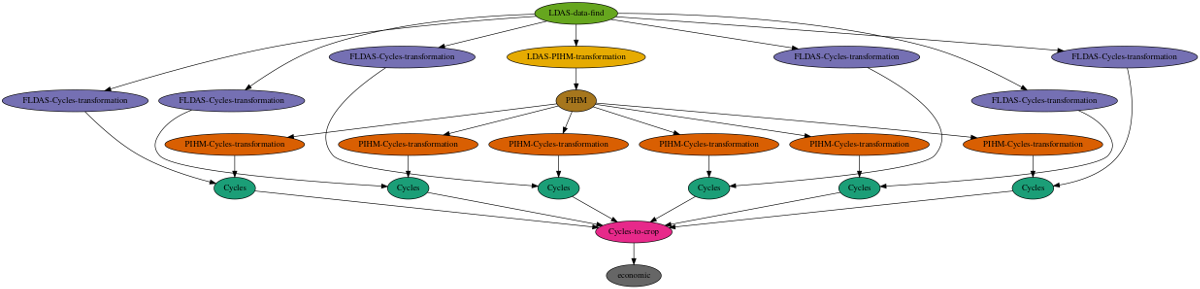 LDAS-data-find
FLDAS-Cycles-transformation
LDAS-PIHM-transformation
FLDAS-Cycles-transformation
FLDAS-Cycles-transformation
FLDAS-Cycles-transformation
FLDAS-Cycles-transformation
PIHM
FLDAS-Cycles-transformation
PIHM-Cycles-transformation
PIHM-Cycles-transformation
PIHM-Cycles-transformation
PIHM-Cycles-transformation
PIHM-Cycles-transformation
PIHM-Cycles-transformation
Cycles
Cycles
Cycles
Cycles
Cycles
Cycles
Cycles-to-crop
economic